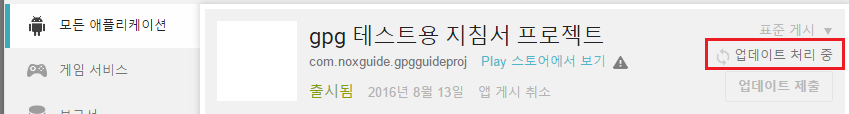 모든 애플리케이션
게임 서비스
gpg 테스트용 지침서 프로젝트
표준 게시 ▼
com.noxguide.gpgguideproj Play 스토어에서 보기
업데이트 처리 중
출시됨 2016년 8월 13일 앱 게시 취소
업데이트 제출